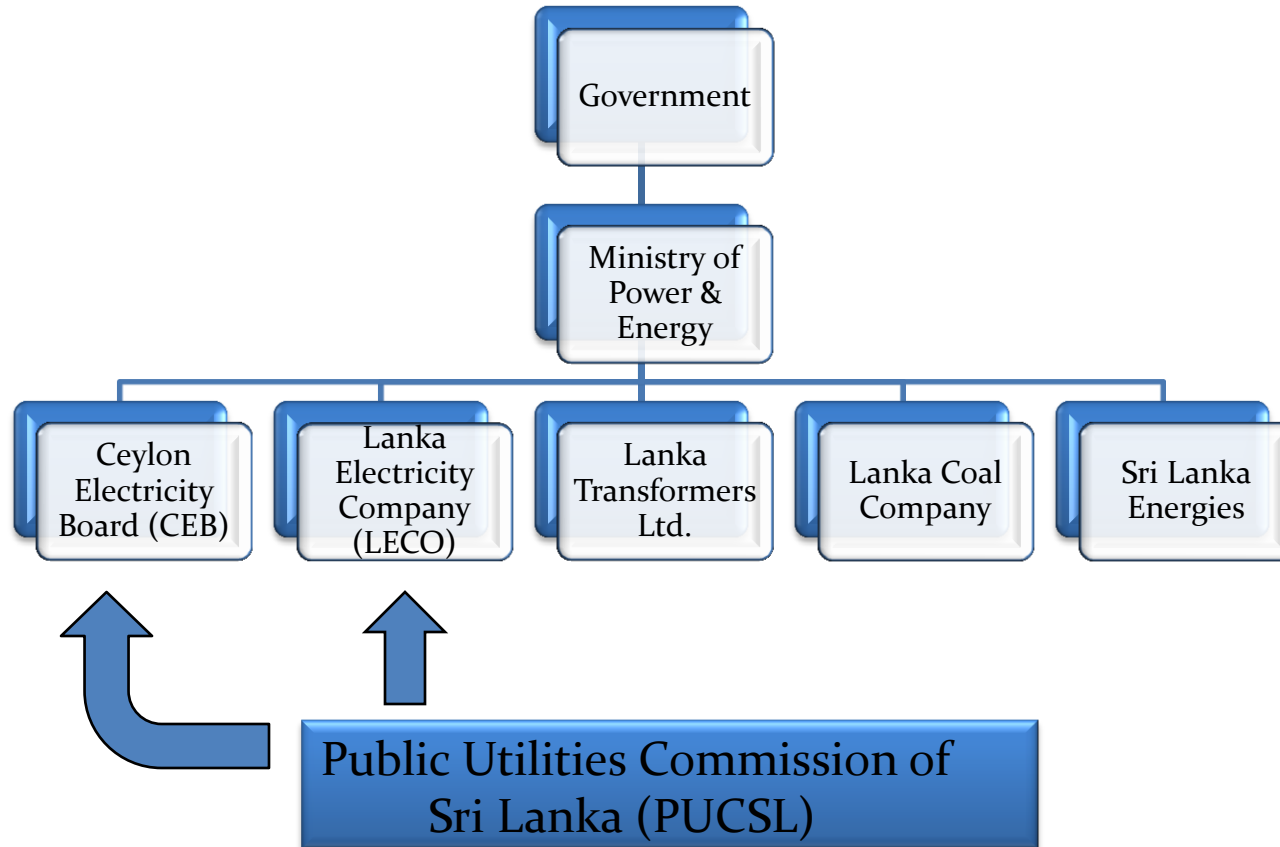 Government
Ministry of
Power &
Energy
Ceylon
Electricity
Board (CEB)
Lanka
Electricity
Company
(LECO)
Lanka
Transformers
Ltd.
Lanka Coal
Company
Sri Lanka
Energies
Public Utilities Commission of
Sri Lanka (PUCSL)